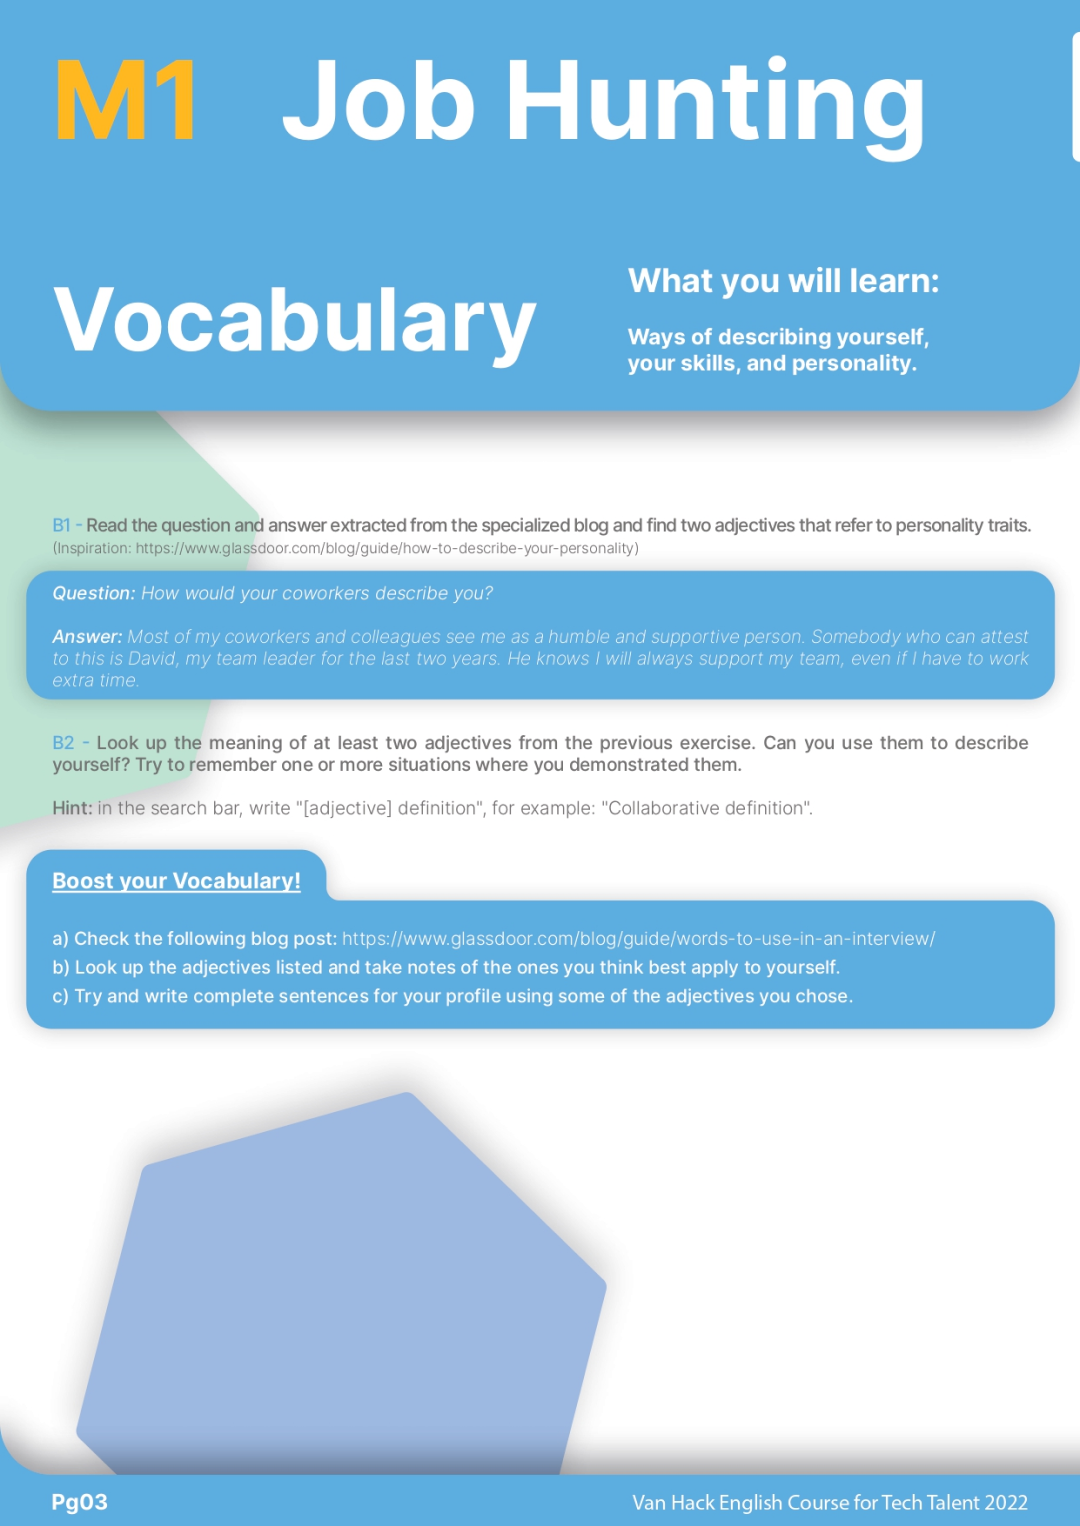 M1 Job Hunting
Vocabulary
What you will learn:
Ways of describing yourself,
your skills, and personality.
B1 - Read the question and answer extracted from the specialized blog and find two adjectives that refer to personality traits.
(Inspiration: https://www.glassdoor.com/blog/guide/how-to-describe-your-personality)
Question: How would your coworkers describe you?
Answer: Most of my coworkers and colleagues see me as a humble and supportive person. Somebody who can attest
to this is David, my team leader for the last two years. He knows I will always support my team, even if I have to work
extra time.
B2 - Look up the meaning of at least two adjectives from the previous exercise. Can you use them to describe
yourself? Try to remember one or more situations where you demonstrated them.
Hint: in the search bar, write "[adjective] definition", for example: "Collaborative definition".
Boost your Vocabulary!
a) Check the following blog post: https://www.glassdoor.com/blog/guide/words-to-use-in-an-interview/
b) Look up the adjectives listed and take notes of the ones you think best apply to yourself.
c) Try and write complete sentences for your profile using some of the adjectives you chose.
Pg03
Van Hack English Course for Tech Talent 2022